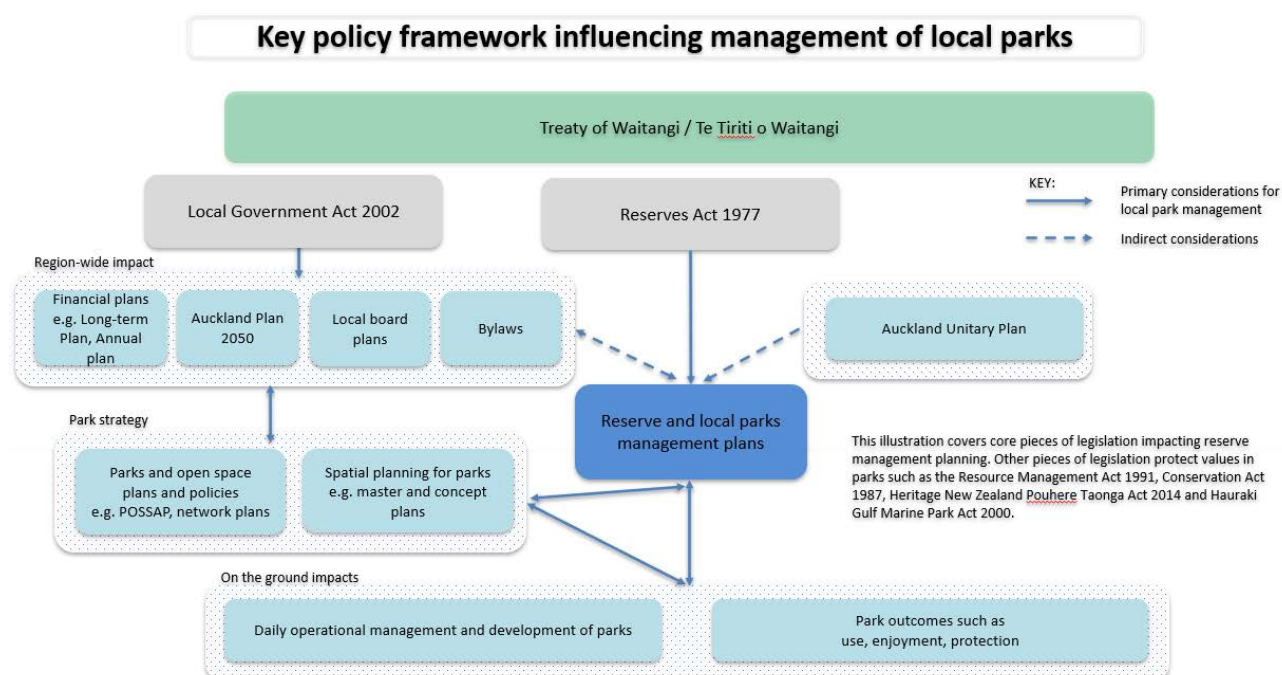 Key policy framework influencing management of local parks
Treaty of Waitangi / Te Tiriti o Waitangi
Local Government Act 2002
Reserves Act 1977
KEY:
Primary considerations for
local park management
Indirect considerations
Region-wide impact
Financial plans
e.g. Long-term
Plan, Annual
plan
Auckland Plan
2050
Local board
plans
Bylaws
Auckland Unitary Plan
Reserve and local parks
management plans
Park strategy
Parks and open space
plans and policies
e.g. POSSAP, network plans
Spatial planning for parks
e.g. master and concept
plans
This illustration covers core pieces of legislation impacting reserve
management planning. Other pieces of legislation protect values in
parks such as the Resource Management Act 1991, Conservation Act
1987, Heritage New Zealand Pouhere Taonga Act 2014 and Hauraki
Gulf Marine Park Act 2000.
On the ground impacts
Daily operational management and development of parks
Park outcomes such as
use, enjoyment, protection